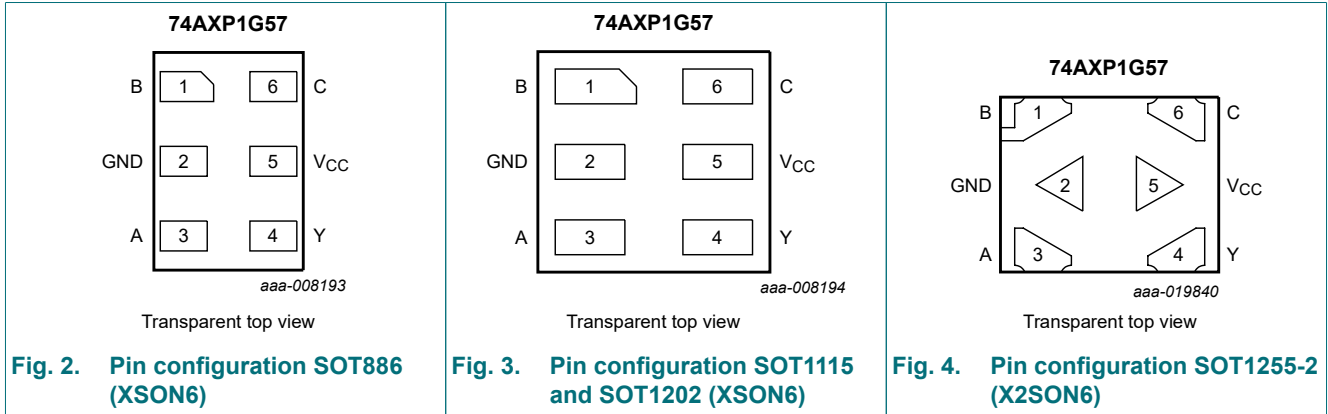 74AXP1G57
B 1 6 C
GND 2 5 VCC
A 3 4 Y
aaa-008193
Transparent top view
Fig. 2. Pin configuration SOT886
(XSON6)
74AXP1G57
B 1 6 C
GND 2 5 VCC
A 3 4 Y
aaa-008194
Transparent top view
Fig. 3. Pin configuration SOT1115
and SOT1202 (XSON6)
74AXP1G57
B 1 6 C
GND 2 5 VCC
A 3 4 Y
aaa-019840
Transparent top view
Fig. 4. Pin configuration SOT1255-2
(X2SON6)